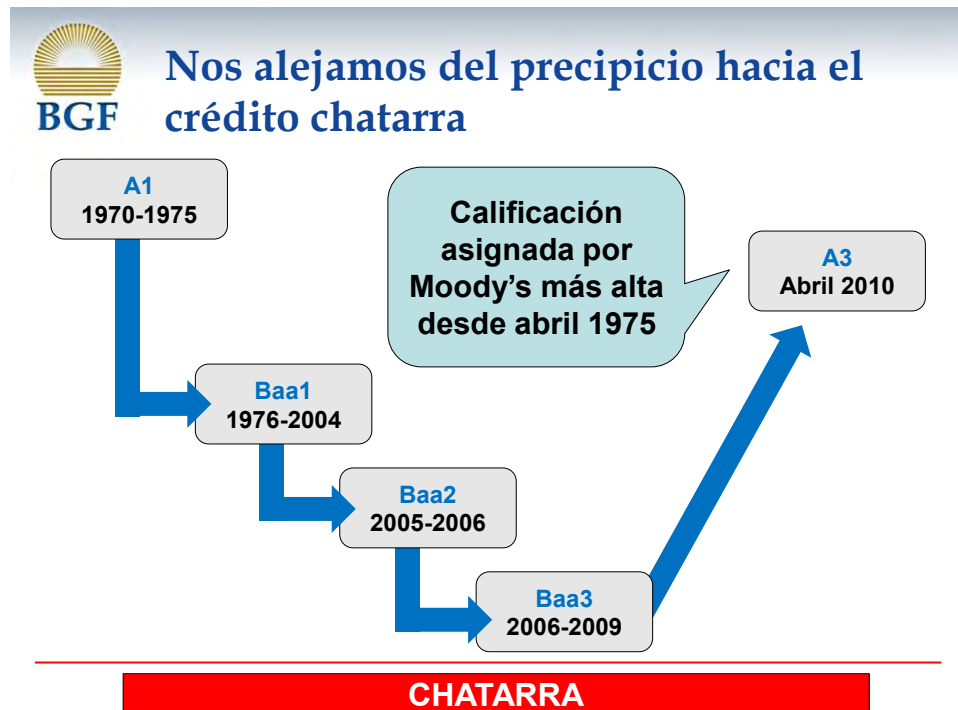 BGF
Nos alejamos del precipicio hacia el
crédito chatarra
A1
1970-1975
Calificación
asignada por
Moody’s más alta
desde abril 1975
A3
Abril 2010
Baa1
1976-2004
Baa2
2005-2006
Baa3
2006-2009
CHATARRA